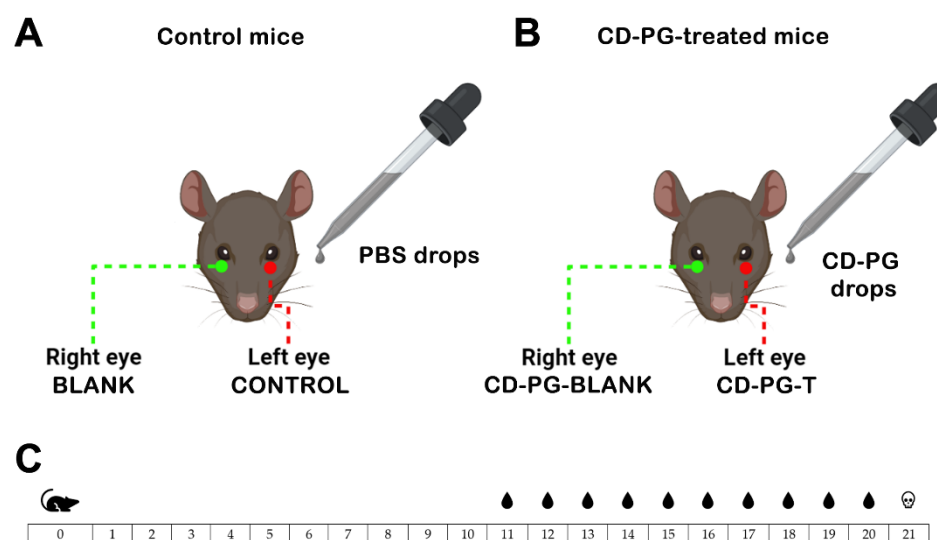 A
Control mice
PBS drops
Right eye
BLANK
Left eye
CONTROL
B
CD-PG-treated mice
CD-PG
drops
Right eye
CD-PG-BLANK
Left eye
CD-PG-T
C
0 1 2 3 4 5 6 7 8 9 10 11 12 13 14 15 16 17 18 19 20 21